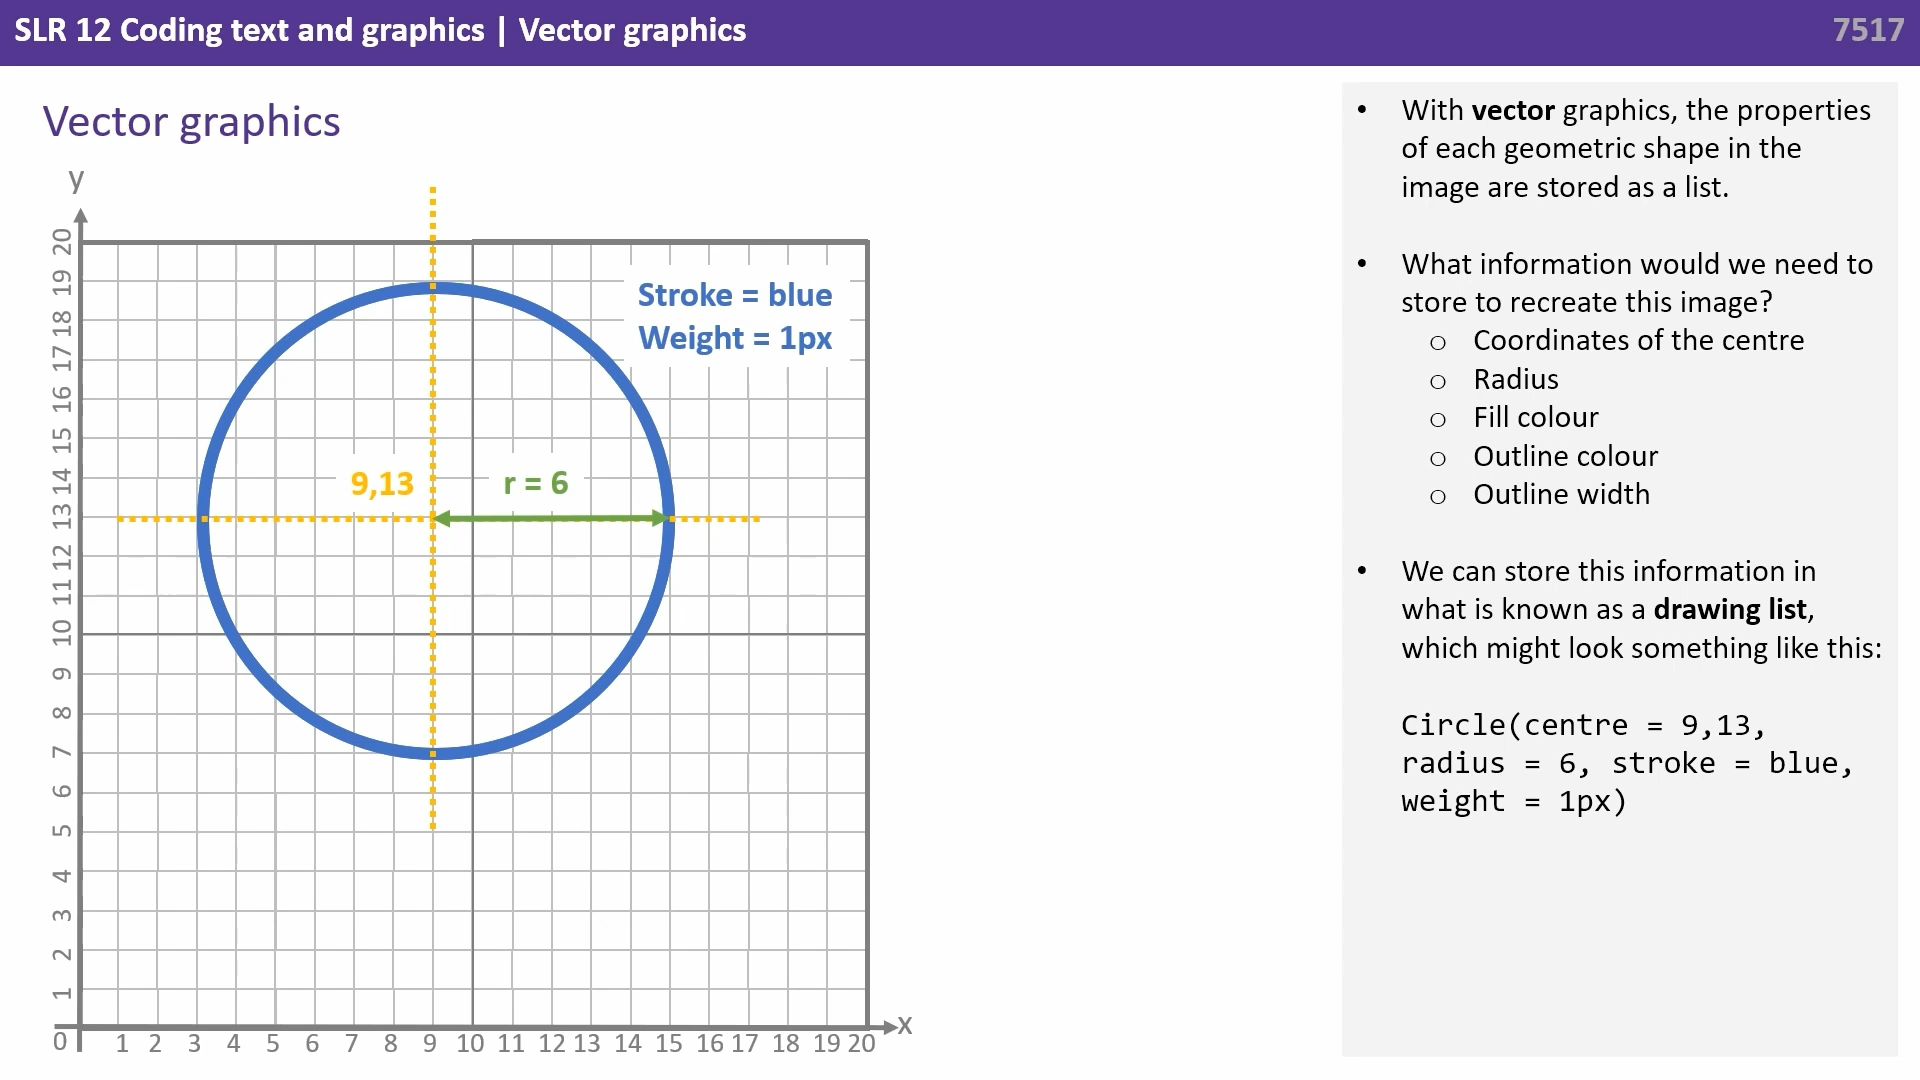 SLR 12 Coding text and graphics | Vector graphics
7517
Vector graphics
y
20
19
18
17
16
15
14
13
12
11
10
9
8
7
6
5
4
3
2
1
0
1 2 3 4 5 6 7 8 9 10 11 12 13 14 15 16 17 18 19 20
x
Stroke = blue
Weight = 1px
9,13
r = 6
• With vector graphics, the properties
of each geometric shape in the
image are stored as a list.
• What information would we need to
store to recreate this image?
o Coordinates of the centre
o Radius
o Fill colour
o Outline colour
o Outline width
• We can store this information in
what is known as a drawing list,
which might look something like this:
Circle(centre = 9,13,
radius = 6, stroke = blue,
weight = 1px)